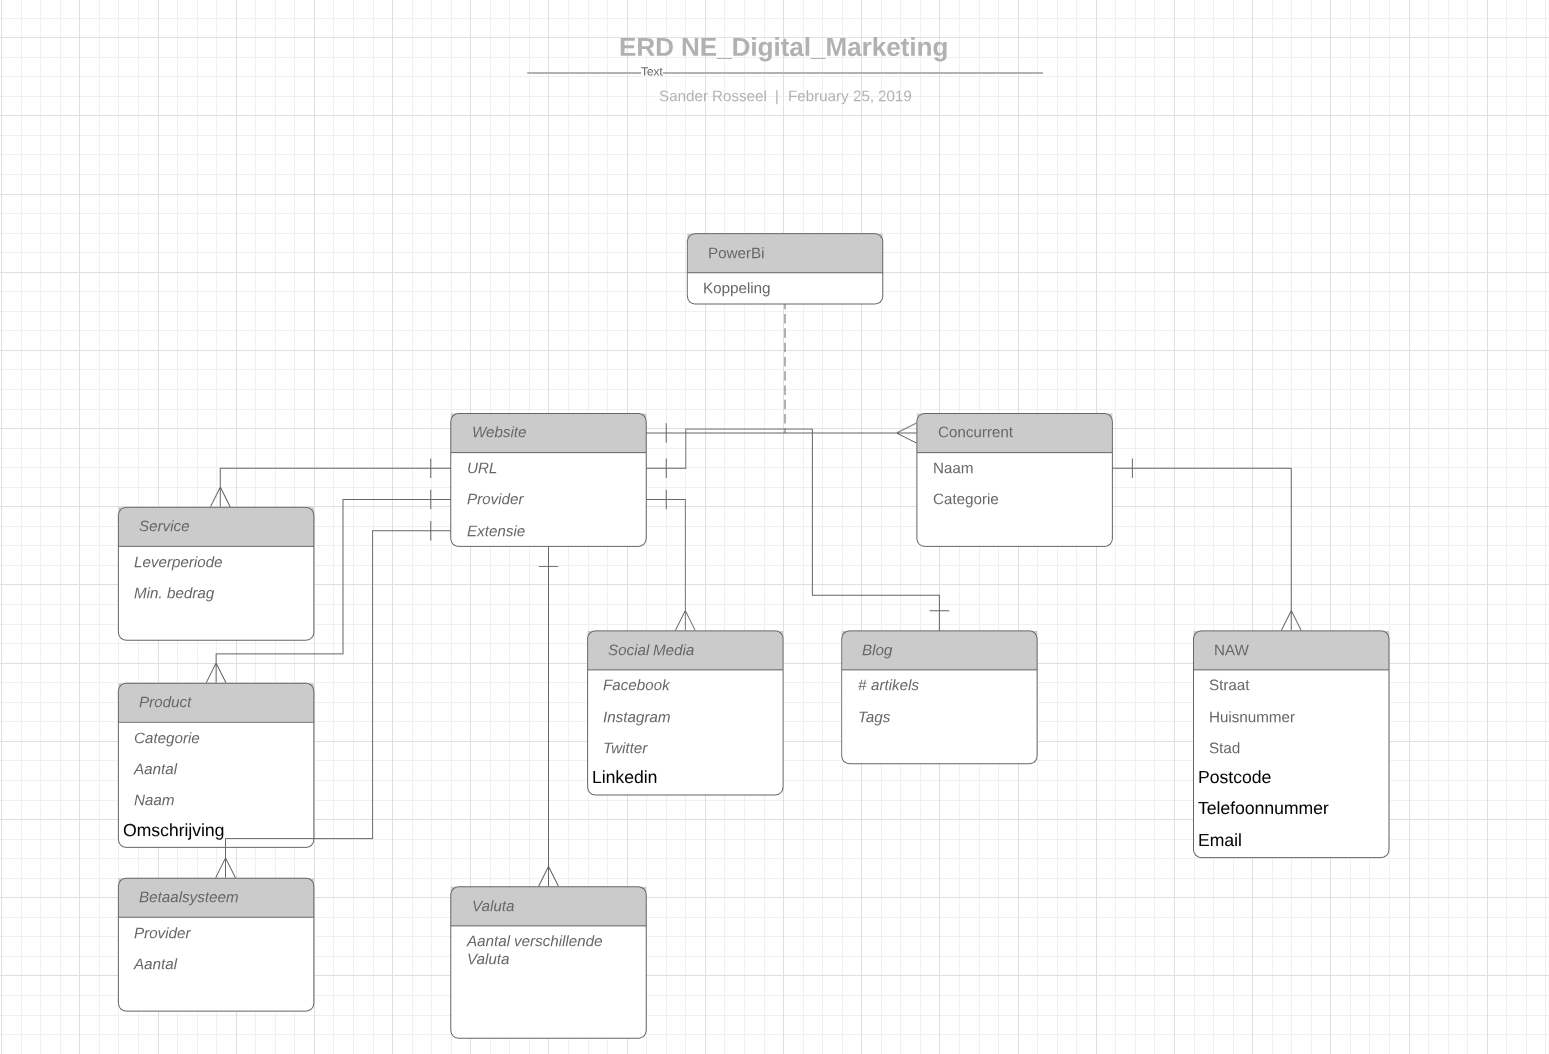 ERD NE_Digital_Marketing
Text
Sander Rosseel | February 25, 2019
PowerBi
Koppeling
Website
URL
Provider
Extensie
Concurrent
Naam
Categorie
Service
Leverperiode
Min. bedrag
Product
Categorie
Aantal
Naam
Omschrijving
Betaalsysteem
Provider
Aantal
Valuta
Aantal verschillende
Valuta
Social Media
Facebook
Instagram
Twitter
Linkedin
Blog
# artikels
Tags
NAW
Straat
Huisnummer
Stad
Postcode
Telefoonnummer
Email